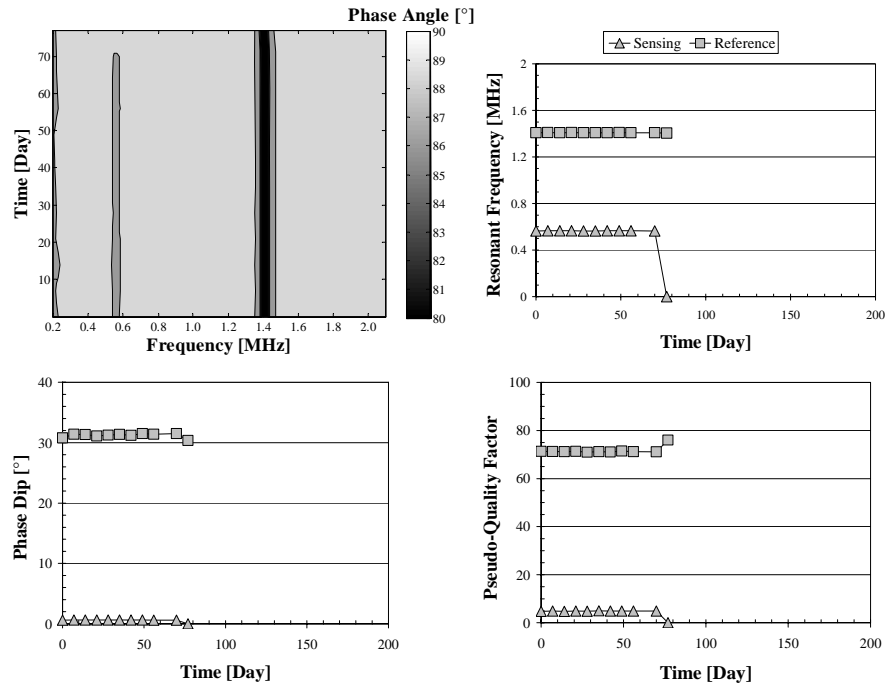 Phase Angle [°]
70
60
50
40
30
20
10
Time [Day]
0.2 0.4 0.6 0.8 1.0 1.2 1.4 1.6 1.8 2.0
Frequency [MHz]
90
89
88
87
86
85
84
83
82
81
80
Sensing Reference
2
1.6
1.2
0.8
0.4
0
Resonant Frequency [MHz]
0 50 100 150 200
Time [Day]
40
30
20
10
0
Phase Dip [°]
0 50 100 150 200
Time [Day]
100
80
60
40
20
0
Pseudo-Quality Factor
0 50 100 150 200
Time [Day]